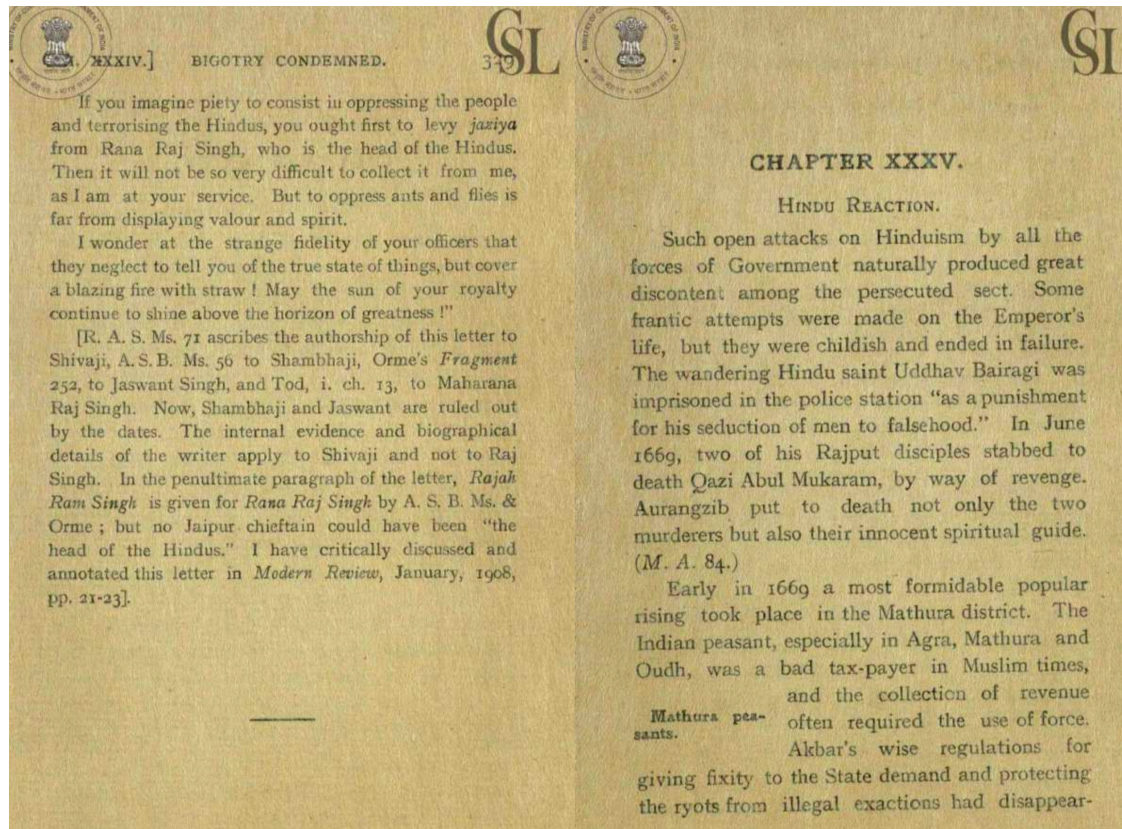 XXXIV.] BIGOTRY CONDEMNED.
CSL
If you imagine piety to consist in oppressing the people
and terrorising the Hindus, you ought first to levy jaziya
from Rana Raj Singh, who is the head of the Hindus.
Then it will not be so very difficult to collect it from me,
as I am at your service. But to oppress ants and flies is
far from displaying valour and spirit.
I wonder at the strange fidelity of your officers that
they neglect to tell you of the true state of things, but cover
a blazing fire with straw ! May the sun of your royalty
continue to shine above the horizon of greatness !"
[R. A. S. Ms. 71 ascribes the authorship of this letter to
Shivaji, A. S. B. Ms. 56 to Shambhaji, Orme's Fragment
252, to Jaswant Singh, and Tod, i. ch. 13, to Maharana
Raj Singh. Now, Shambhaji and Jaswant are ruled out
by the dates. The internal evidence and biographical
details of the writer apply to Shivaji and not to Raj
Singh. In the penultimate paragraph of the letter, Rajah
Ram Singh is given for Rana Raj Singh by A. S. B. Ms. &
Orme ; but no Jaipur chieftain could have been "the
head of the Hindus." I have critically discussed and
annotated this letter in Modern Review, January, 1908,
pp. 21-23].
CSL
CHAPTER XXXV.
HINDU REACTION.
Such open attacks on Hinduism by all the
forces of Government naturally produced great
discontent among the persecuted sect. Some
frantic attempts were made on the Emperor's
life, but they were childish and ended in failure.
The wandering Hindu saint Uddhav Bairagi was
imprisoned in the police station "as a punishment
for his seduction of men to falsehood." In June
1669, two of his Rajput disciples stabbed to
death Qazi Abul Mukaram, by way of revenge.
Aurangzib put to death not only the two
murderers but also their innocent spiritual guide.
(M. A. 84.)
Early in 1669 a most formidable popular
rising took place in the Mathura district. The
Indian peasant, especially in Agra, Mathura and
Oudh, was a bad tax-payer in Muslim times,
and the collection of revenue
Mathura pea-
sants.
often required the use of force.
Akbar's wise regulations for
giving fixity to the State demand and protecting
the ryots from illegal exactions had disappear-